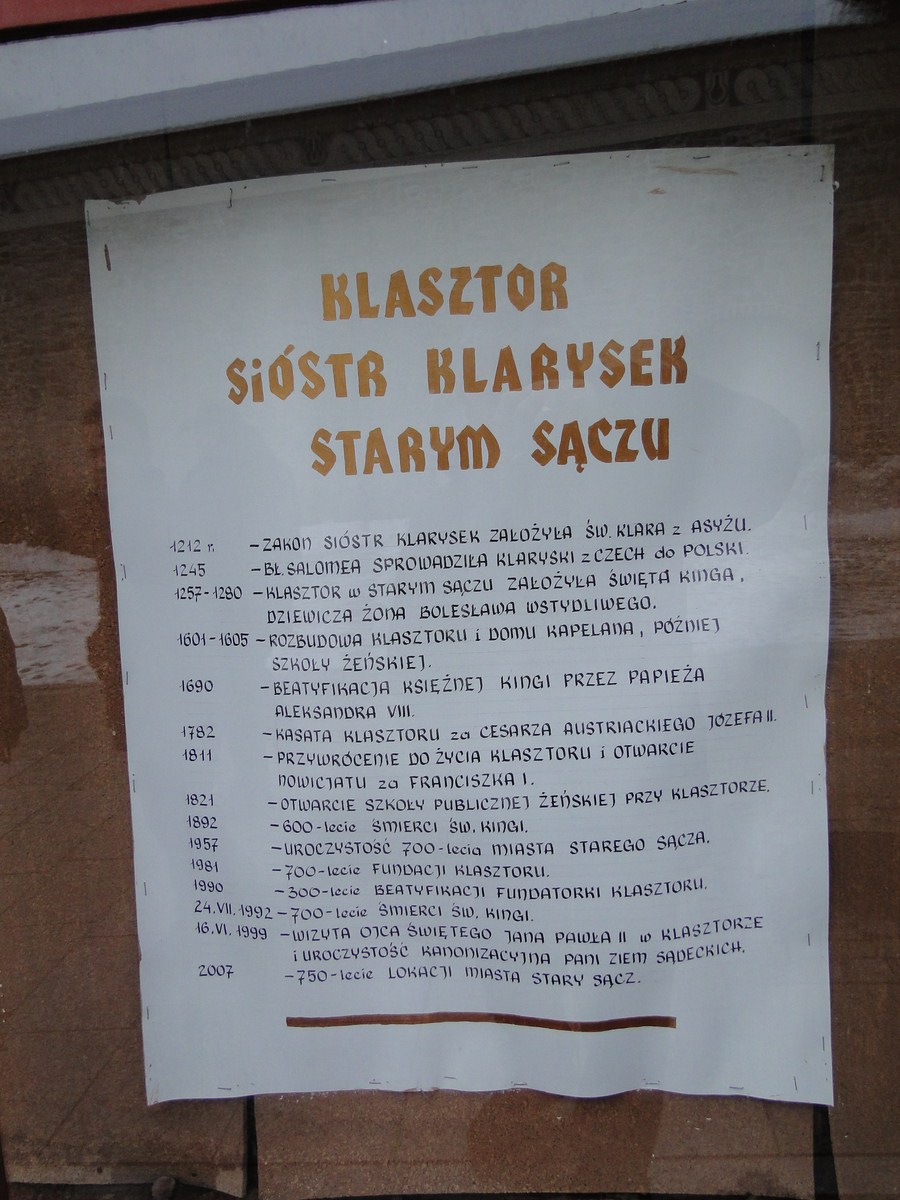 KLASZTOR
SiÓSTR KLARYSEK
STARYM SĄCZU
1212 r. – ZAKON SIÓSTR KLARYSEK ZAŁOŻYŁA ŚW. KLARA z ASYŻU.
1245 – BŁ. SALOMEA SPROWADZIŁA KLARYSKI z CZECH do POLSKI.
1257-1280 – KLASZTOR w STARYM SĄCZU ZAŁOŻYŁA ŚWIĘTA KINGA,
DZIEWICZA ŻONA BOLESŁAWA WSTYDLIWEGO.
1601-1605 – ROZBUDOWA KLASZTORU i DOMU KAPELANA, PÓŹNIEJ
SZKOŁY ŻEŃSKIEJ.
1690 – BEATYFIKACJA KSIĘŻNEJ KINGI PRZEZ PAPIEŻA
ALEKSANDRA VIII.
1782 – KASATA KLASZTORU za CESARZA AUSTRIACKIEGO JÓZEFA II.
1811 – PRZYWRÓCENIE DO ŻYCIA KLASZTORU i OTWARCIE
NOWICJATU za FRANCISZKA I.
1821 – OTWARCIE SZKOŁY PUBLICZNEJ ŻEŃSKIEJ PRZY KLASZTORZE.
1892 – 600-lecie ŚMIERCI ŚW. KINGI.
1957 – UROCZYSTOŚĆ 700-lecia MIASTA STAREGO SĄCZA.
1981 – 700-lecie FUNDACJI KLASZTORU.
1990 – 300-lecie BEATYFIKACJI FUNDATORKI KLASZTORU.
24.VII.1992 – 700-lecie ŚMIERCI ŚW. KINGI.
16.VI.1999 – WIZYTA OJCA ŚWIĘTEGO JANA PAWŁA II w KLASZTORZE
i UROCZYSTOŚĆ KANONIZACYJNA PANI ZIEM SĄDECKICH.
2007 – 750-lecie LOKACJI MIASTA STARY SĄCZ.